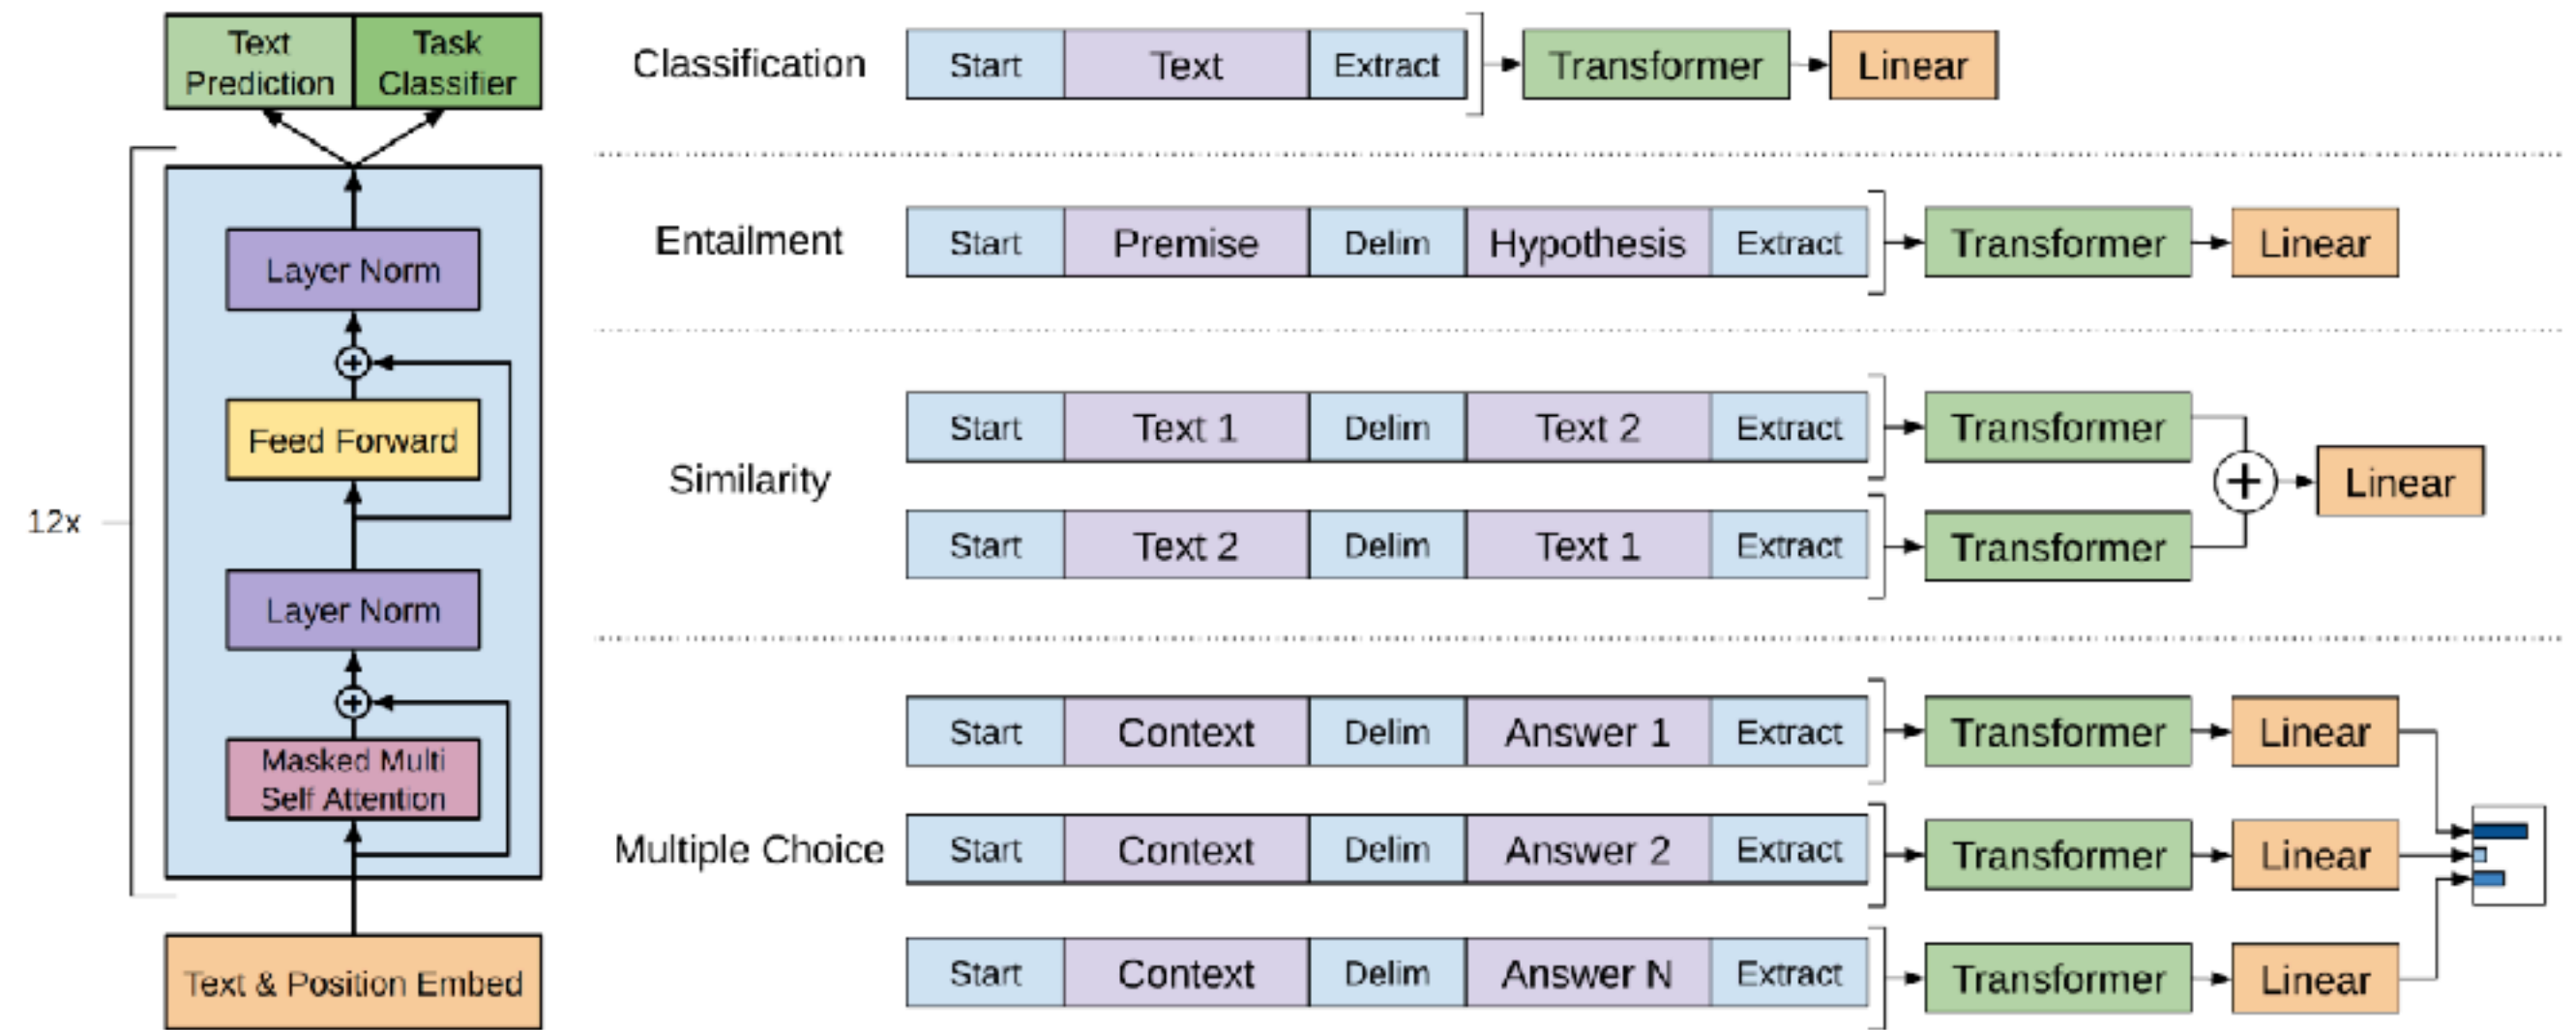 Text
Prediction
Task
Classifier
12x
Layer Norm
Feed Forward
Layer Norm
Masked Multi
Self Attention
Text & Position Embed
Classification
Start Text Extract Transformer Linear
Entailment
Start Premise Delim Hypothesis Extract Transformer Linear
Similarity
Start Text 1 Delim Text 2 Extract Transformer
Start Text 2 Delim Text 1 Extract Transformer
Linear
Multiple Choice
Start Context Delim Answer 1 Extract Transformer Linear
Start Context Delim Answer 2 Extract Transformer Linear
Start Context Delim Answer N Extract Transformer Linear